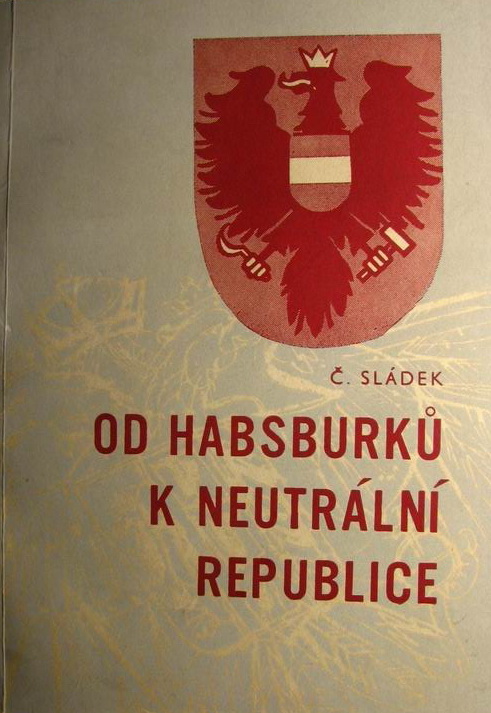 Č. SLÁDEK
OD HABSBURKŮ
K NEUTRÁLNÍ
REPUBLICE